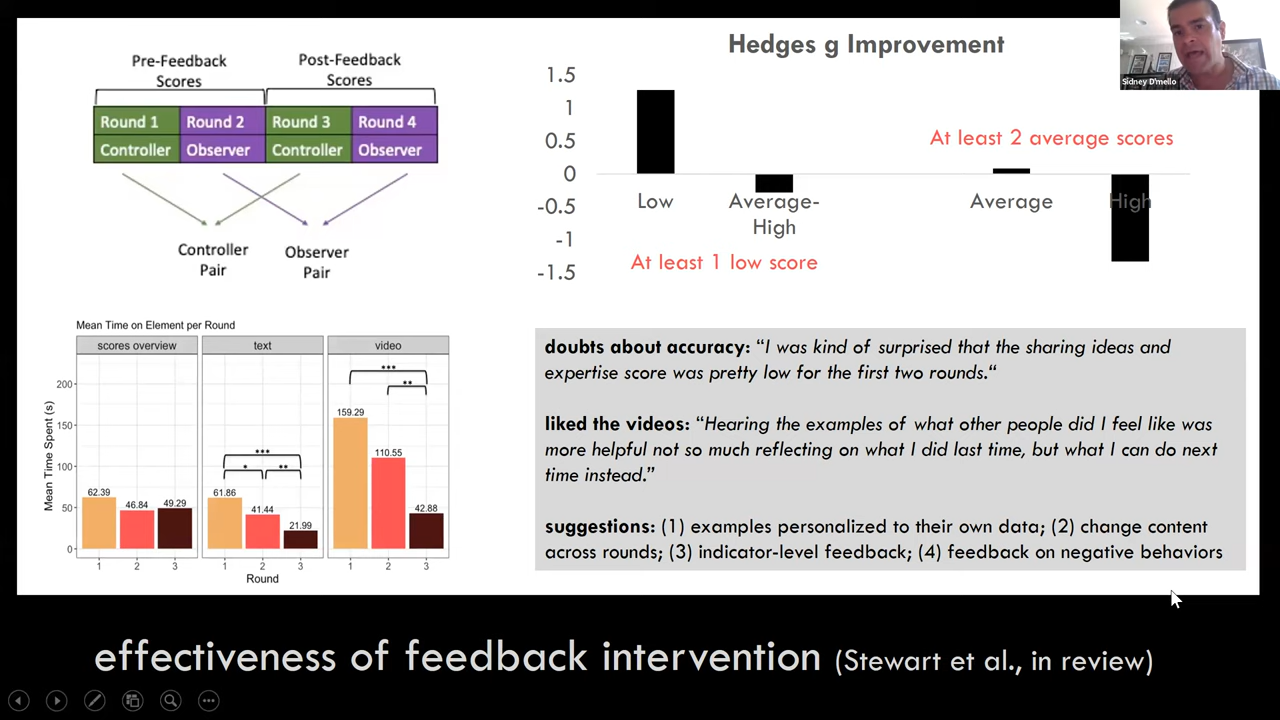 Pre-Feedback
Scores
Post-Feedback
Scores
Round 1
Round 2
Round 3
Round 4
Controller
Observer
Controller
Observer
Controller
Pair
Observer
Pair
Hedges g Improvement
1.5
1
0.5
0
-0.5
-1
-1.5
Low
Average-
High
Average
High
At least 2 average scores
At least 1 low score
Sidney D'mello
Mean Time on Element per Round
scores overview
text
video
Mean Time Spent (s)
200
150
100
50
0
62.39
46.84
49.29
61.86
41.44
21.99
159.29
110.55
42.88
***
*
**
***
**
1 2 3
1 2 3
1 2 3
Round
doubts about accuracy: “I was kind of surprised that the sharing ideas and
expertise score was pretty low for the first two rounds.“
liked the videos: “Hearing the examples of what other people did I feel like was
more helpful not so much reflecting on what I did last time, but what I can do next
time instead.”
suggestions: (1) examples personalized to their own data; (2) change content
across rounds; (3) indicator-level feedback; (4) feedback on negative behaviors
effectiveness of feedback intervention (Stewart et al., in review)